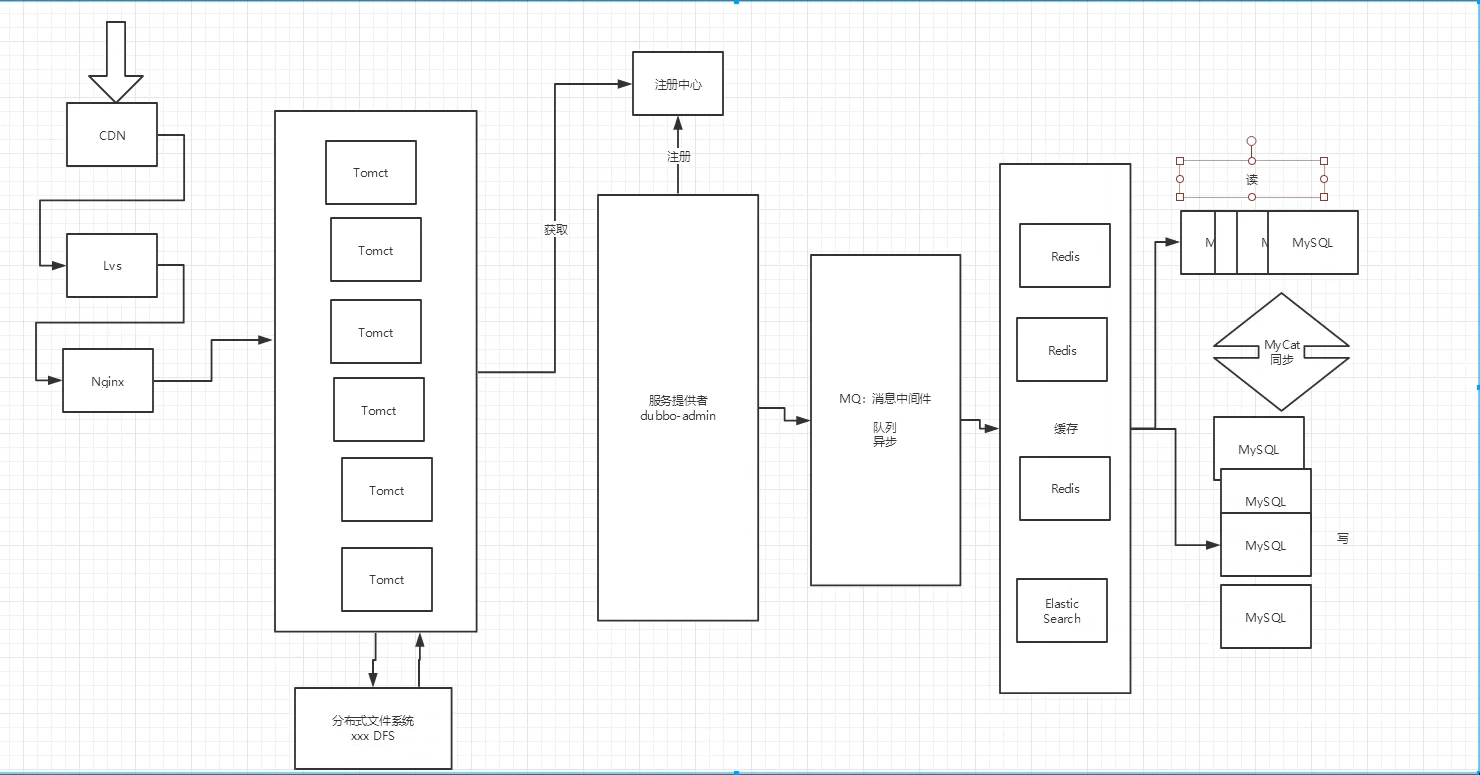 CDN
Lvs
Nginx
Tomct
Tomct
Tomct
Tomct
Tomct
Tomct
分布式文件系统
xxx DFS
获取
注册中心
注册
服务提供者
dubbo-admin
MQ：消息中间件
队列
异步
Redis
Redis
缓存
Redis
Elastic
Search
读
M
M
MySQL
MyCat
同步
MySQL
MySQL
MySQL
写
MySQL